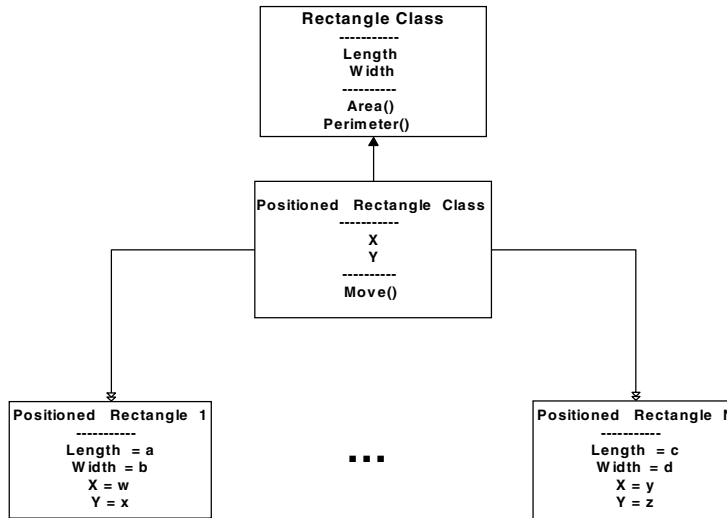 Rectangle Class
-----------
Length
Width
----------
Area()
Perimeter()
Positioned Rectangle Class
-----------
X
Y
----------
Move()
Positioned Rectangle 1
-----------
Length = a
Width = b
X = w
Y = x
...
Positioned Rectangle N
-----------
Length = c
Width = d
X = y
Y = z